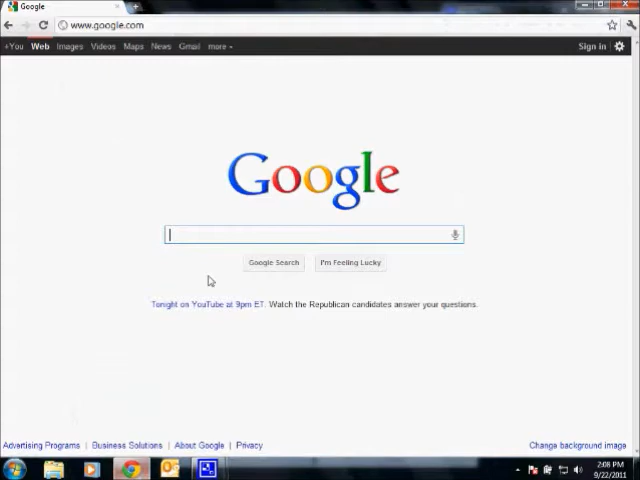 Google
www.google.com
+You Web Images Videos Maps News Gmail more Sign in
Google
Google Search I'm Feeling Lucky
Tonight on YouTube at 9pm ET. Watch the Republican candidates answer your questions.
Advertising Programs | Business Solutions | About Google | Privacy Change background image
2:08 PM
9/22/2011